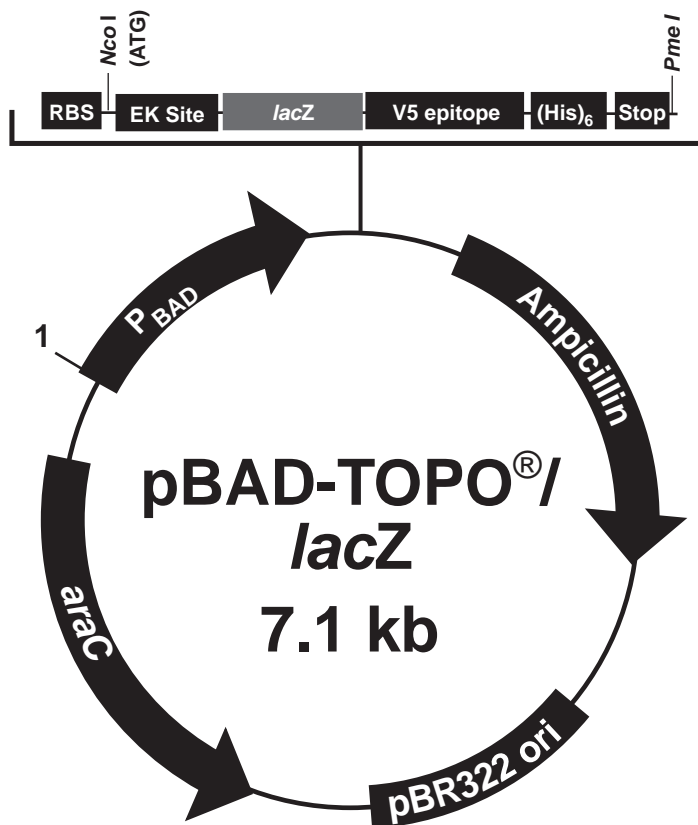 Nco I
(ATG)
Pme I
RBS
EK Site
lacZ
V5 epitope
(His)6
Stop
PBAD
1
Ampicillin
araC
pBR322 ori
pBAD-TOPO®/
lacZ
7.1 kb